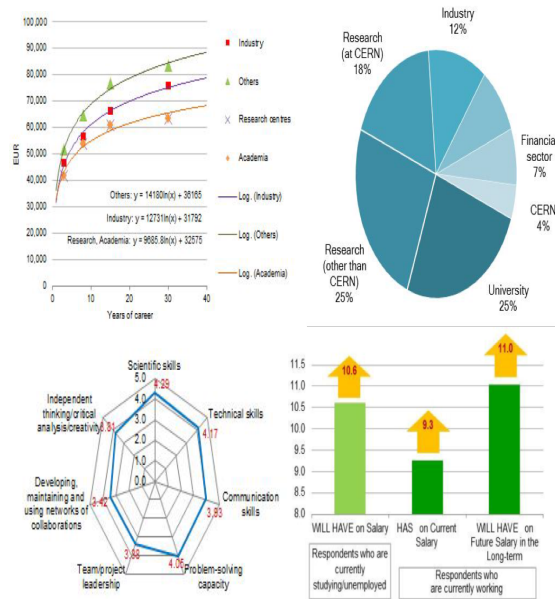 100,000
90,000
80,000
70,000
60,000
50,000
40,000
30,000
20,000
10,000
0
EUR
0
10
20
30
40
Years of career
Industry
Others
Research centres
Academia
Log. (Industry)
Log. (Others)
Log. (Academia)
Others: y = 14180ln(x) + 36165
Industry: y = 12731ln(x) + 31792
Research, Academia: y = 9685.8ln(x) + 32575
Industry
12%
Research
(at CERN)
18%
Financial
sector
7%
CERN
4%
Research
(other than
CERN)
25%
University
25%
Scientific skills
5.0
4.29
4.0
3.0
2.0
1.0
0.0
Independent
thinking/critical
analysis/creativity
3.81
Technical skills
4.17
Developing,
maintaining and
using networks of
collaborations
3.42
Communication
skills
3.83
Team/project
leadership
Problem-solving
capacity
11.5
11.0
10.5
10.0
9.5
9.0
8.5
8.0
10.6
9.3
11.0
WILL HAVE on Salary
HAS on Current
Salary
WILL HAVE on
Future Salary in the
Long-term
Respondents who are
currently
studying/unemployed
Respondents who
are currently working